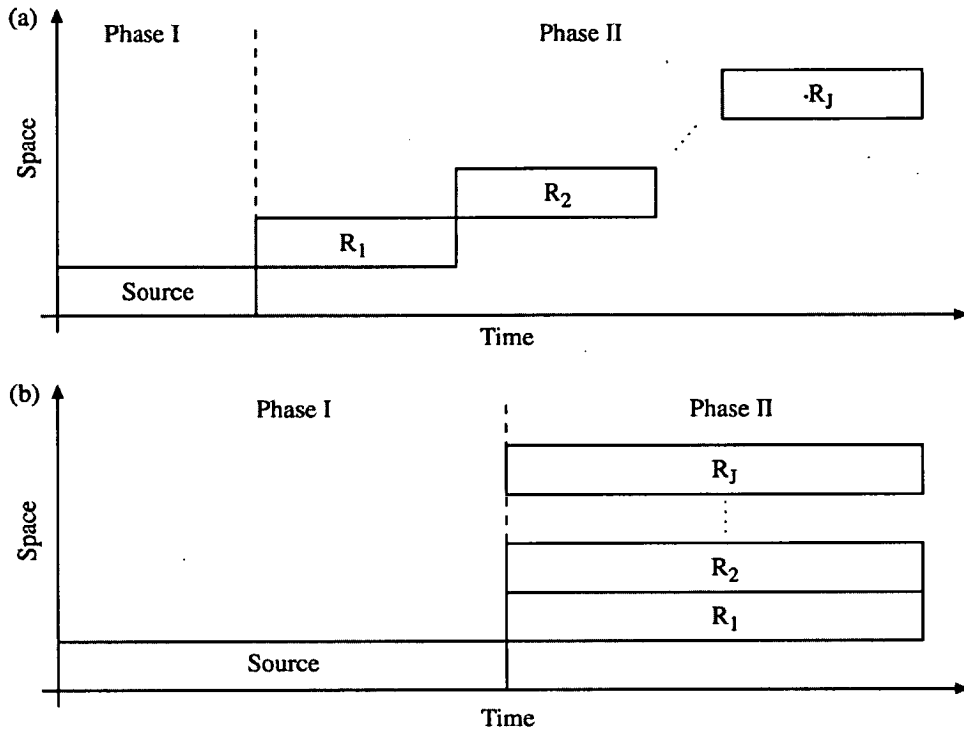 (a)
Phase I
Phase II
R_J
R_2
R_1
Source
Space
Time
(b)
Phase I
Phase II
R_J
R_2
R_1
Source
Space
Time